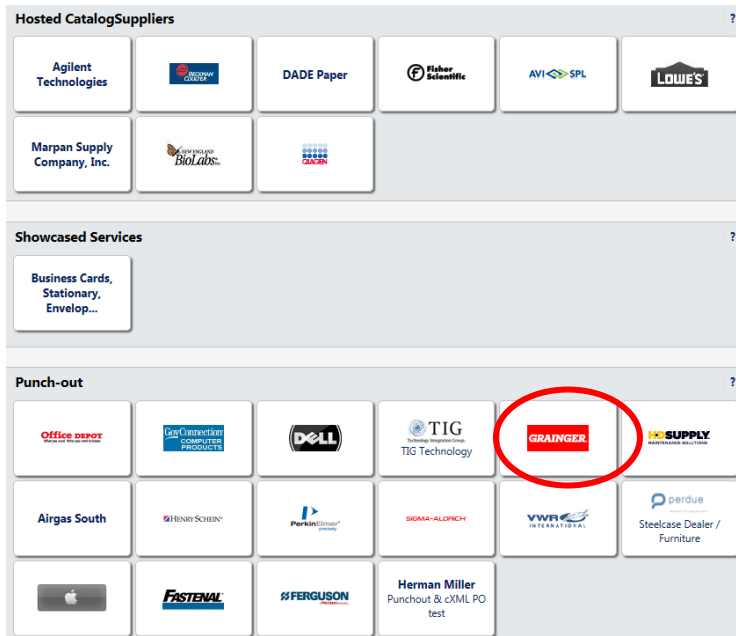 Hosted CatalogSuppliers
?
Agilent
Technologies
BECKMAN
COULTER
DADE Paper
Fisher
Scientific
AVI SPL
LOWE'S
Marpan Supply
Company, Inc.
NEW ENGLAND
BioLabs
QIAGEN
Showcased Services
?
Business Cards,
Stationary,
Envelop...
Punch-out
?
Office DEPOT
GovConnection
COMPUTER
PRODUCTS
DELL
TIG
Technology Integration Group
TIG Technology
GRAINGER
HD SUPPLY
MAINTENANCE SOLUTIONS
Airgas South
HENRY SCHEIN
PerkinElmer
precisely
SIGMA-ALDRICH
VWR
INTERNATIONAL
perdue
Steelcase Dealer /
Furniture
FASTENAL
FERGUSON
Herman Miller
Punchout & cXML PO
test